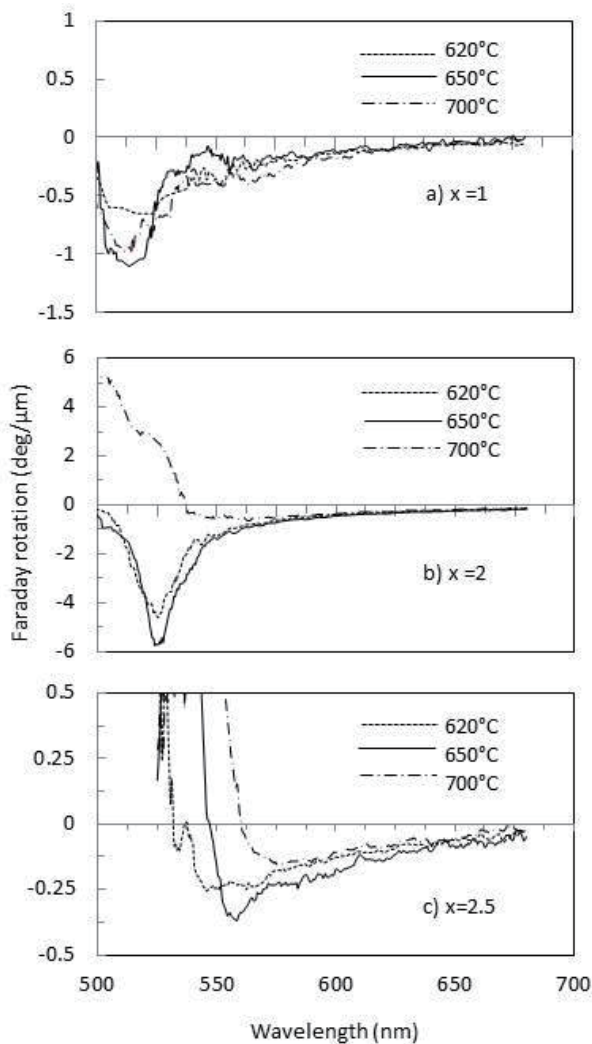 1
0.5
0
-0.5
-1
-1.5
620°C
650°C
700°C
a) x =1
6
4
2
0
-2
-4
-6
620°C
650°C
700°C
b) x =2
Faraday rotation (deg/μm)
0.5
0.25
0
-0.25
-0.5
620°C
650°C
700°C
c) x=2.5
500 550 600 650 700
Wavelength (nm)